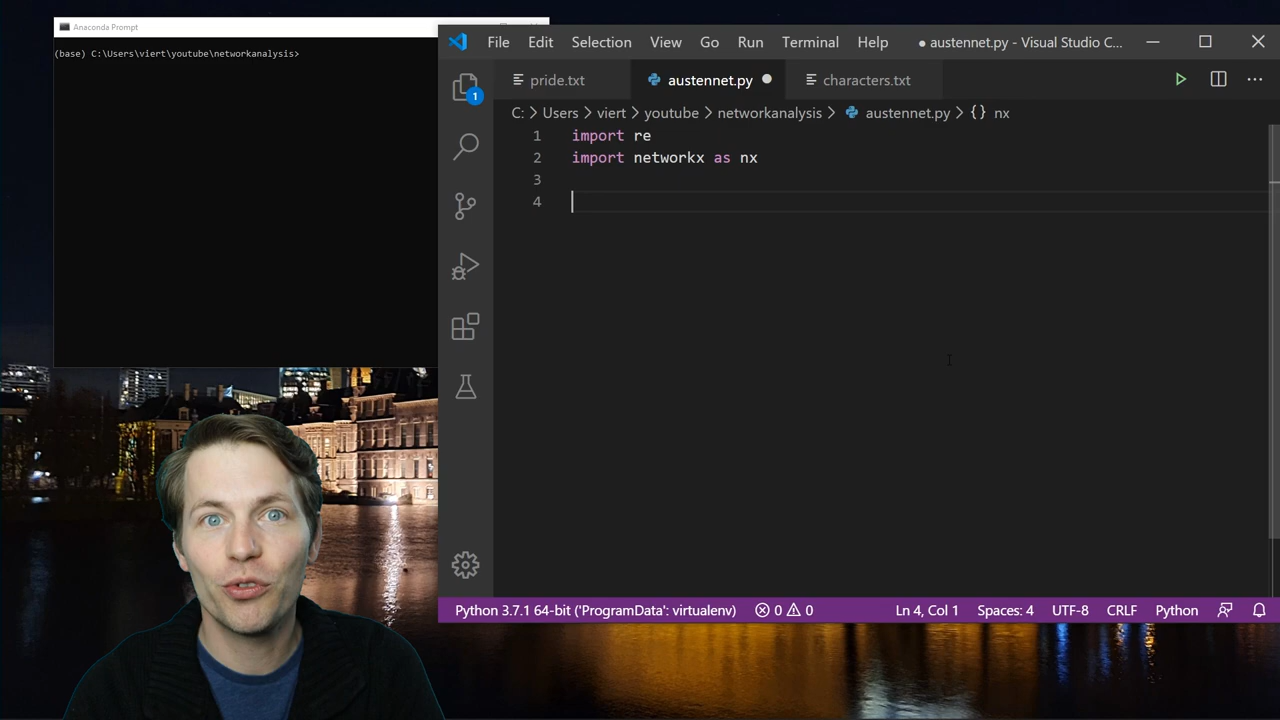 Anaconda Prompt
(base) C:\Users\viert\youtube\networkanalysis>
File Edit Selection View Go Run Terminal Help ● austennet.py - Visual Studio C...
pride.txt austennet.py ● characters.txt
C: > Users > viert > youtube > networkanalysis > austennet.py > {} nx
1 import re
2 import networkx as nx
3
4
1
Python 3.7.1 64-bit ('ProgramData': virtualenv) 0 0 Ln 4, Col 1 Spaces: 4 UTF-8 CRLF Python